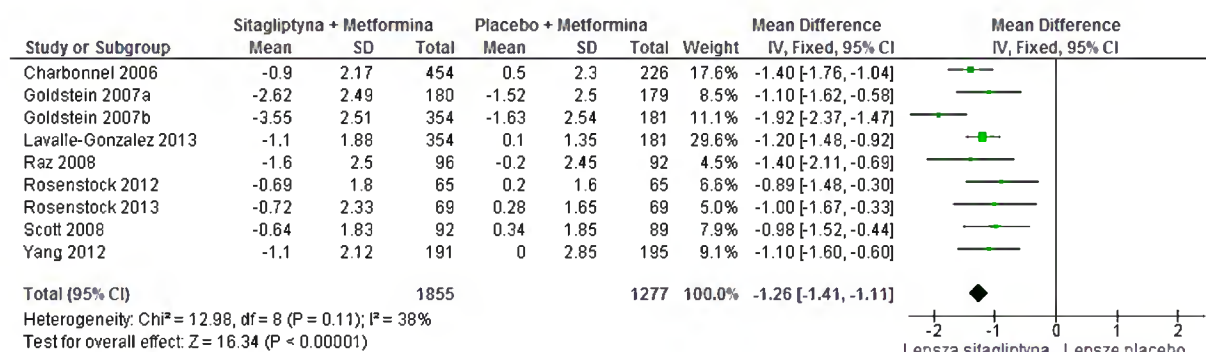 Sitagliptyna + Metformina Placebo + Metformina Mean Difference Mean Difference
Study or Subgroup Mean SD Total Mean SD Total Weight IV, Fixed, 95% CI IV, Fixed, 95% CI
Charbonnel 2006 -0.9 2.17 454 0.5 2.3 226 17.6% -1.40 [-1.76, -1.04]
Goldstein 2007a -2.62 2.49 180 -1.52 2.5 179 8.5% -1.10 [-1.62, -0.58]
Goldstein 2007b -3.55 2.51 354 -1.63 2.54 181 11.1% -1.92 [-2.37, -1.47]
Lavalle-Gonzalez 2013 -1.1 1.88 354 0.1 1.35 181 29.6% -1.20 [-1.48, -0.92]
Raz 2008 -1.6 2.5 96 -0.2 2.45 92 4.5% -1.40 [-2.11, -0.69]
Rosenstock 2012 -0.69 1.8 65 0.2 1.6 65 6.6% -0.89 [-1.48, -0.30]
Rosenstock 2013 -0.72 2.33 69 0.28 1.65 69 5.0% -1.00 [-1.67, -0.33]
Scott 2008 -0.64 1.83 92 0.34 1.85 89 7.9% -0.98 [-1.52, -0.44]
Yang 2012 -1.1 2.12 191 0 2.85 195 9.1% -1.10 [-1.60, -0.60]
Total (95% CI) 1855 1277 100.0% -1.26 [-1.41, -1.11]
Heterogeneity: Chi² = 12.98, df = 8 (P = 0.11); I² = 38%
Test for overall effect: Z = 16.34 (P < 0.00001)
-2 -1 0 1 2
Lepsza sitagliptyna Lepsze placebo